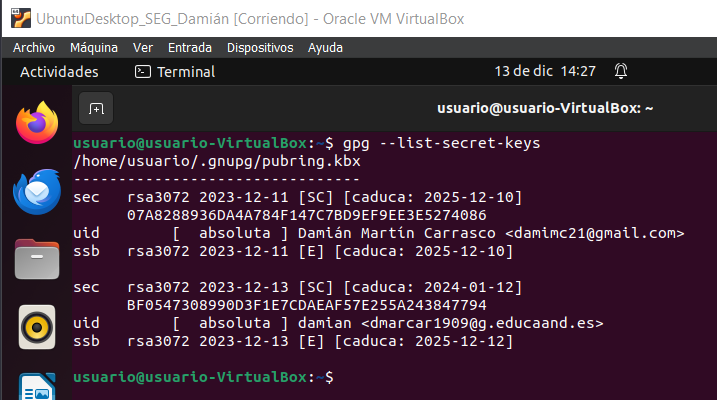 UbuntuDesktop_SEG_Damián [Corriendo] - Oracle VM VirtualBox
Archivo Máquina Ver Entrada Dispositivos Ayuda
Actividades Terminal 13 de dic 14:27
usuario@usuario-VirtualBox: ~
usuario@usuario-VirtualBox:~$ gpg --list-secret-keys
/home/usuario/.gnupg/pubring.kbx
--------------------------------
sec   rsa3072 2023-12-11 [SC] [caduca: 2025-12-10]
      07A8288936DA4A784F147C7BD9EF9EE3E5274086
uid        [  absoluta ] Damián Martín Carrasco <damimc21@gmail.com>
ssb   rsa3072 2023-12-11 [E] [caduca: 2025-12-10]
sec   rsa3072 2023-12-13 [SC] [caduca: 2024-01-12]
      BF0547308990D3F1E7CDAEAF57E255A243847794
uid        [  absoluta ] damian <dmarcar1909@g.educaand.es>
ssb   rsa3072 2023-12-13 [E] [caduca: 2025-12-12]
usuario@usuario-VirtualBox:~$